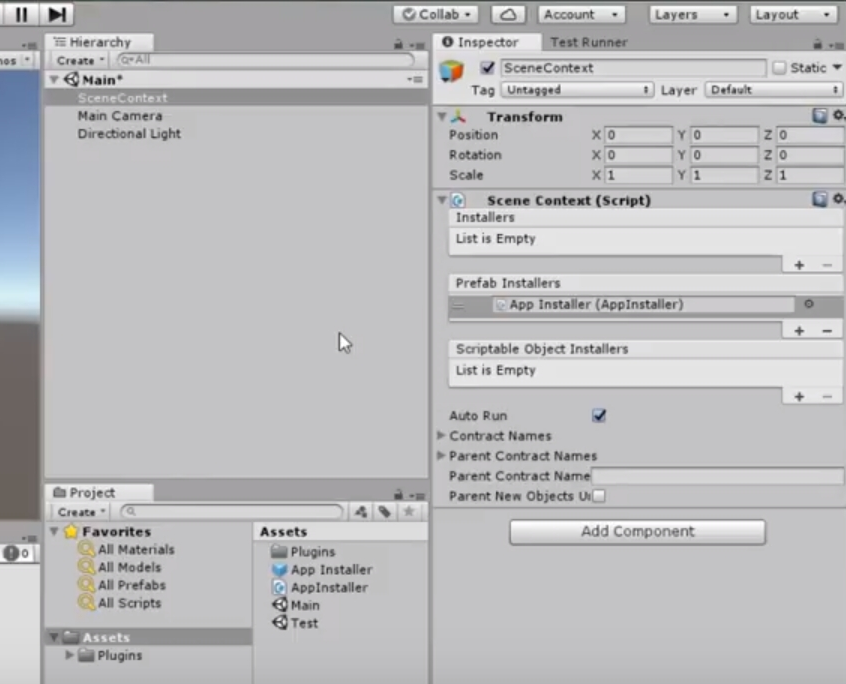 Collab
Account
Layers
Layout
Hierarchy
Create
All
Main*
SceneContext
Main Camera
Directional Light
Project
Create
Favorites
All Materials
All Models
All Prefabs
All Scripts
Assets
Plugins
Assets
Plugins
App Installer
AppInstaller
Main
Test
0
Inspector
Test Runner
SceneContext
Static
Tag Untagged
Layer Default
Transform
Position X 0 Y 0 Z 0
Rotation X 0 Y 0 Z 0
Scale X 1 Y 1 Z 1
Scene Context (Script)
Installers
List is Empty
+ −
Prefab Installers
App Installer (AppInstaller)
+ −
Scriptable Object Installers
List is Empty
+ −
Auto Run
Contract Names
Parent Contract Names
Parent Contract Name
Parent New Objects
Add Component